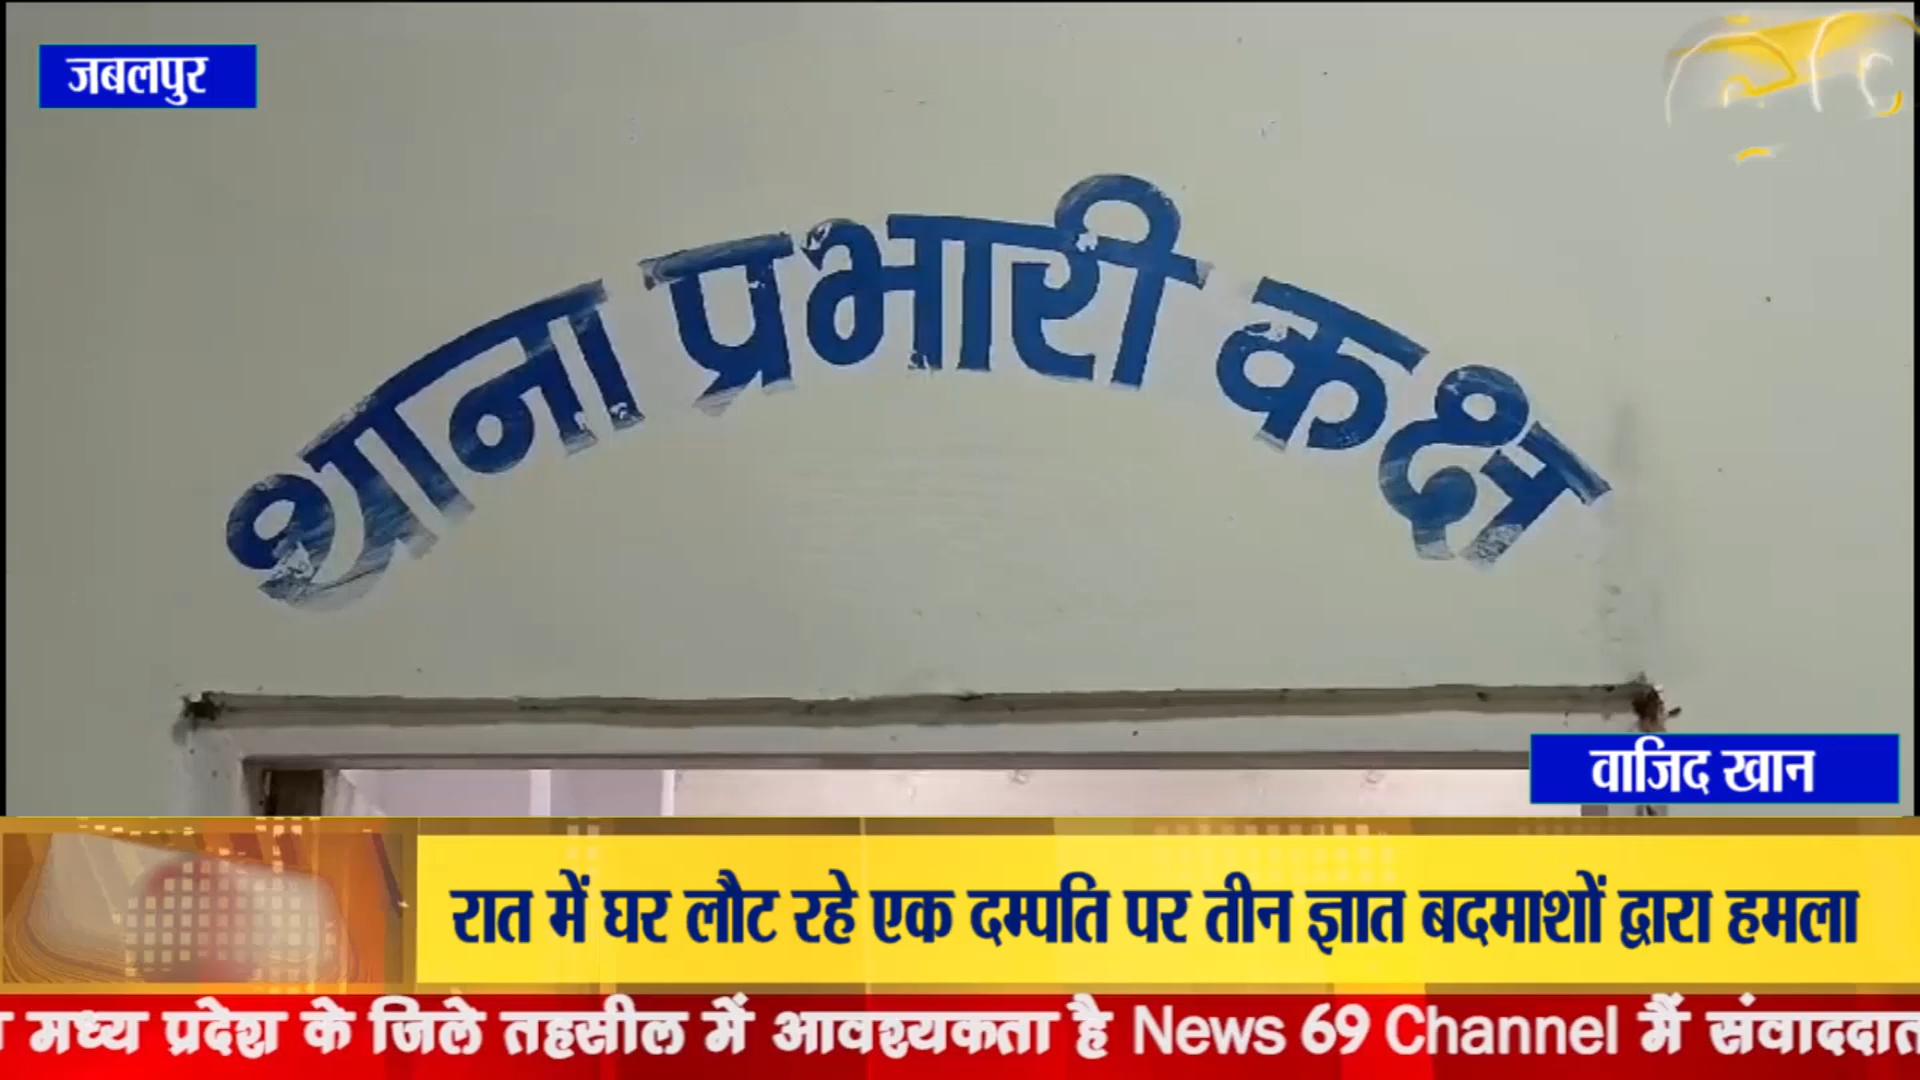 जबलपुर
थाना प्रभारी कक्ष
वाजिद खान
रात में घर लौट रहे एक दम्पति पर तीन ज्ञात बदमाशों द्वारा हमला
मध्य प्रदेश के जिले तहसील में आवश्यकता है News 69 Channel मैं